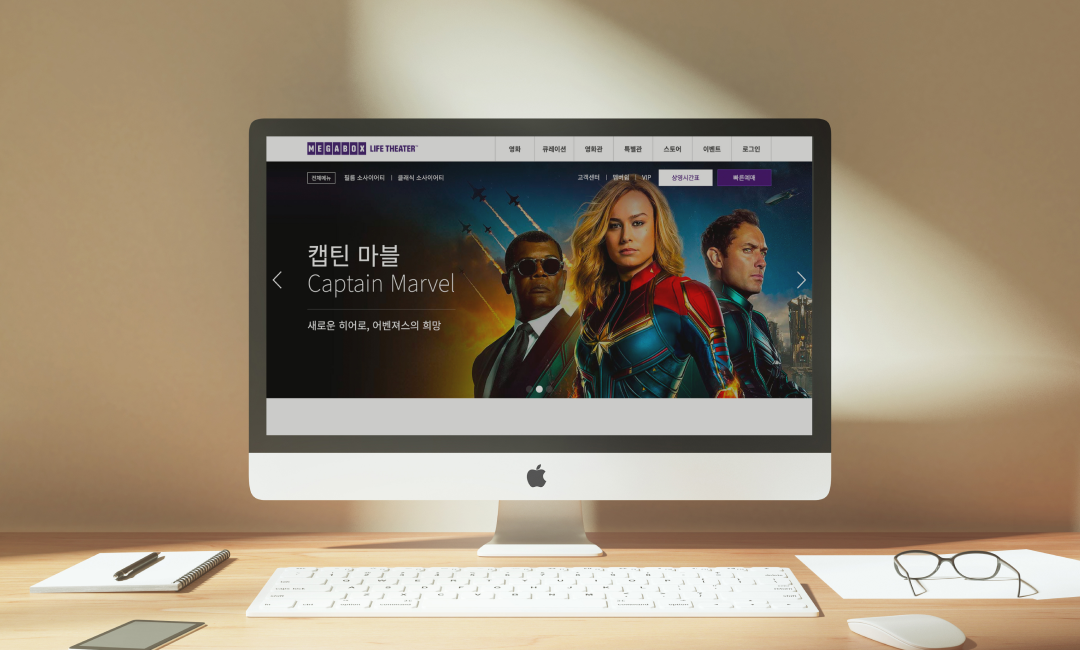 MEGABOX LIFE THEATER
영화 큐레이션 영화관 특별관 스토어 이벤트 로그인
전체메뉴 필름 소사이어티 | 클래식 소사이어티 고객센터 | 멤버쉽 | VIP 상영시간표 빠른예매
캡틴 마블
Captain Marvel
새로운 히어로, 어벤져스의 희망